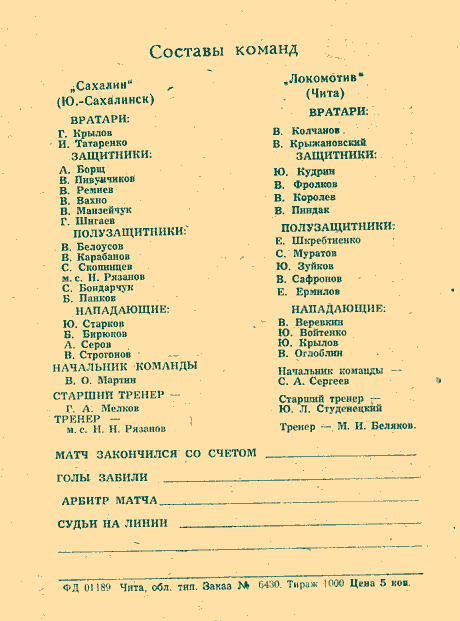 Составы команд
„Сахалин“
(Ю.-Сахалинск)
ВРАТАРИ:
Г. Крылов
И. Татаренко
ЗАЩИТНИКИ:
А. Борщ
В. Пивунчиков
В. Ремнев
В. Вахно
В. Манзейчук
Г. Шигаев
ПОЛУЗАЩИТНИКИ:
В. Белоусов
В. Карабанов
С. Скопинцев
м. с. Н. Рязанов
С. Бондарчук
Б. Панков
НАПАДАЮЩИЕ:
Ю. Старков
Б. Бирюков
А. Серов
В. Строгонов
НАЧАЛЬНИК КОМАНДЫ
В. О. Мартин
СТАРШИЙ ТРЕНЕР —
Г. А. Мелков
ТРЕНЕР —
м. с. Н. Н. Рязанов
„Локомотив“
(Чита)
ВРАТАРИ:
В. Колчанов
В. Крыжановский
ЗАЩИТНИКИ:
Ю. Кудрин
В. Фролков
В. Королев
В. Пиндак
ПОЛУЗАЩИТНИКИ:
Е. Шкребтиенко
С. Муратов
Ю. Зуйков
В. Сафронов
Е. Ермилов
НАПАДАЮЩИЕ:
В. Веревкин
Ю. Войтенко
Ю. Крылов
В. Оглоблин
Начальник команды —
С. А. Сергеев
Старший тренер —
Ю. Л. Студенецкий
Тренер — М. И. Беляков.
МАТЧ ЗАКОНЧИЛСЯ СО СЧЕТОМ
ГОЛЫ ЗАБИЛИ
АРБИТР МАТЧА
СУДЬИ НА ЛИНИИ
ФД 01189 Чита, обл. тип. Заказ № 6430. Тираж 1000 Цена 5 коп.